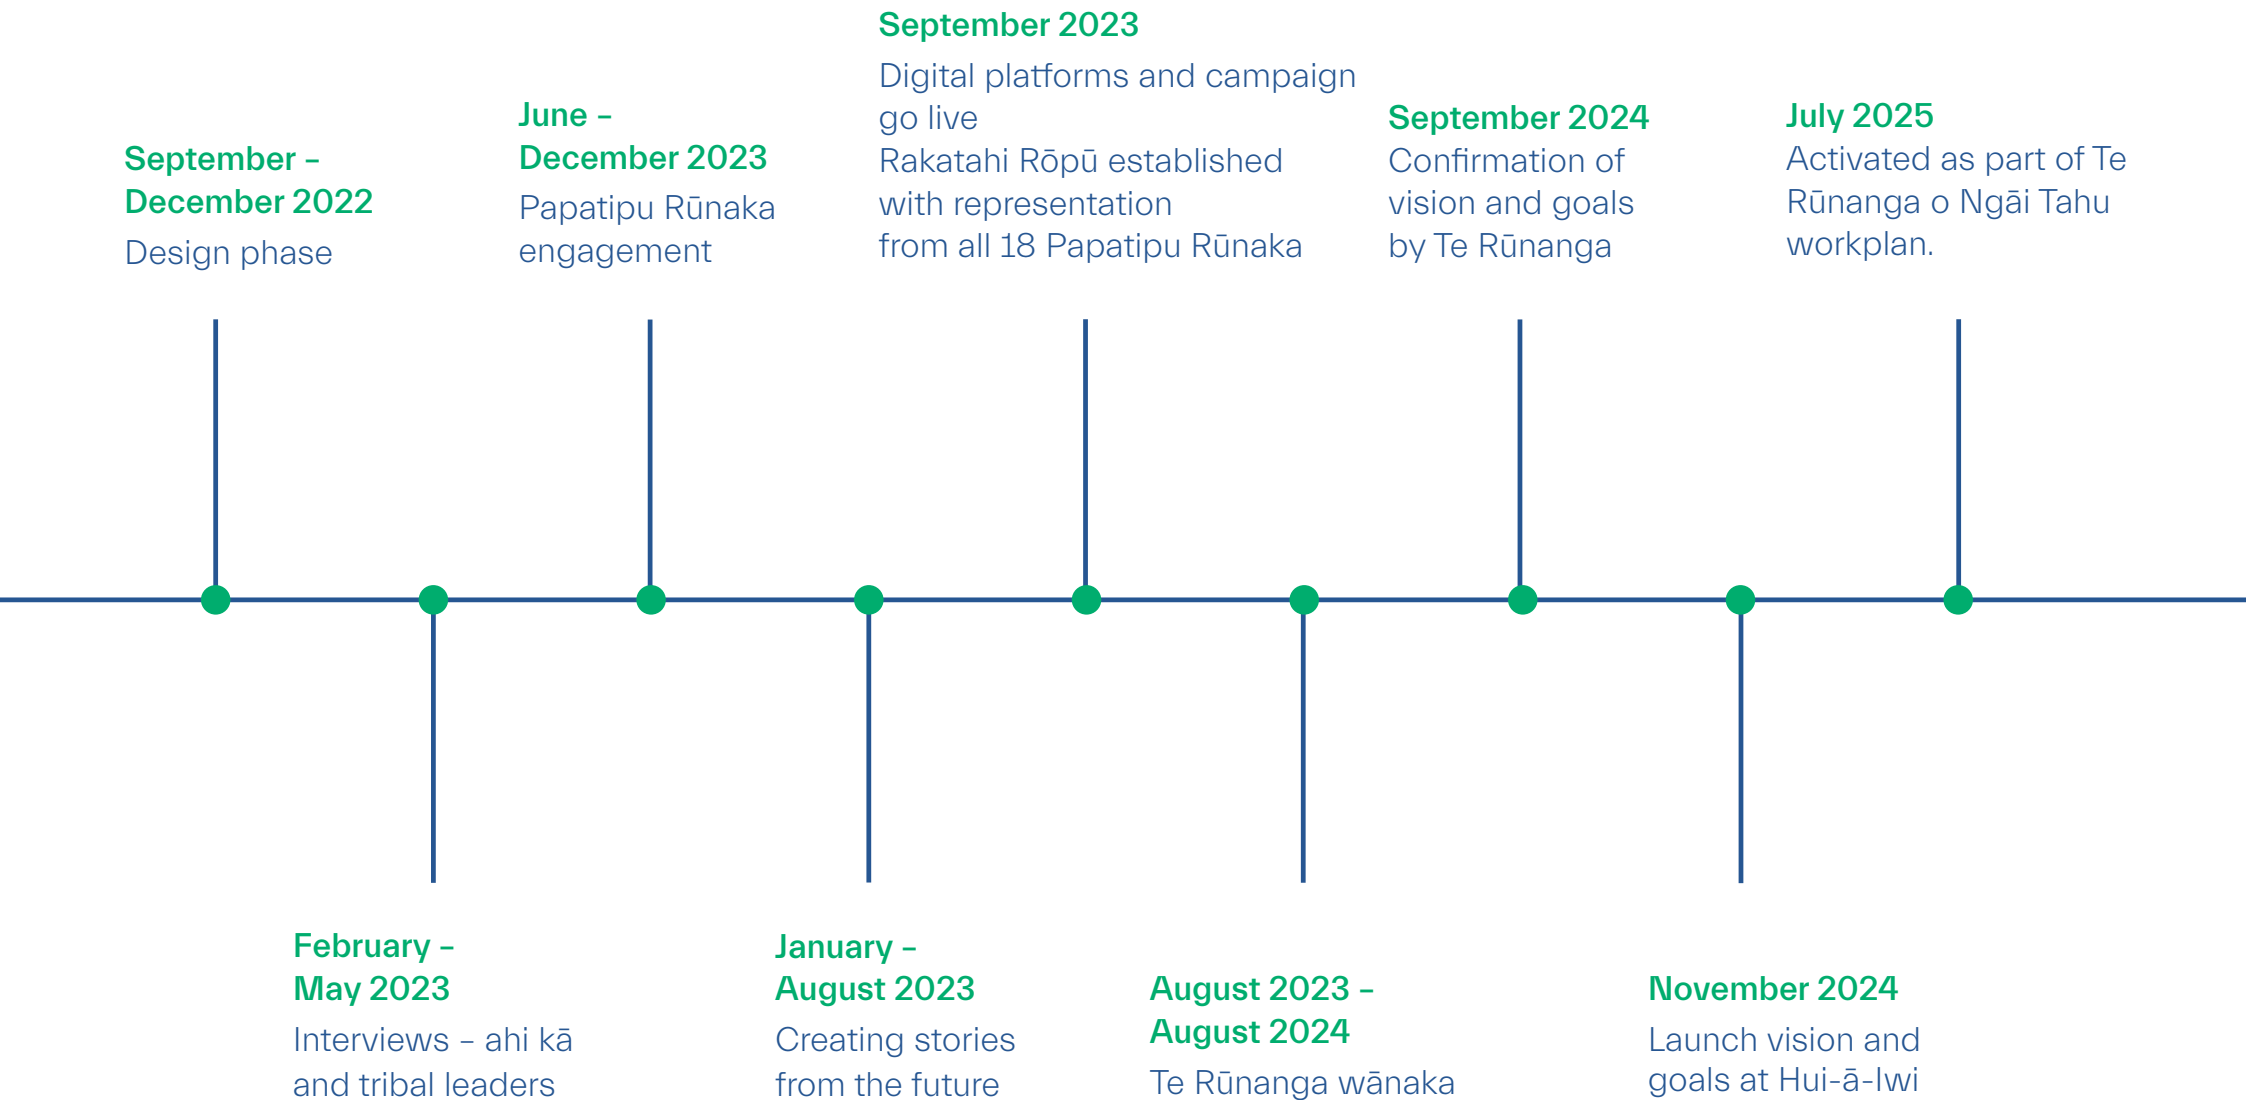 September –
December 2022
Design phase
February –
May 2023
Interviews – ahi kā
and tribal leaders
June –
December 2023
Papatipu Rūnaka
engagement
January –
August 2023
Creating stories
from the future
September 2023
Digital platforms and campaign
go live
Rakatahi Rōpū established
with representation
from all 18 Papatipu Rūnaka
August 2023 –
August 2024
Te Rūnanga wānaka
September 2024
Confirmation of
vision and goals
by Te Rūnanga
November 2024
Launch vision and
goals at Hui-ā-Iwi
July 2025
Activated as part of Te
Rūnanga o Ngāi Tahu
workplan.